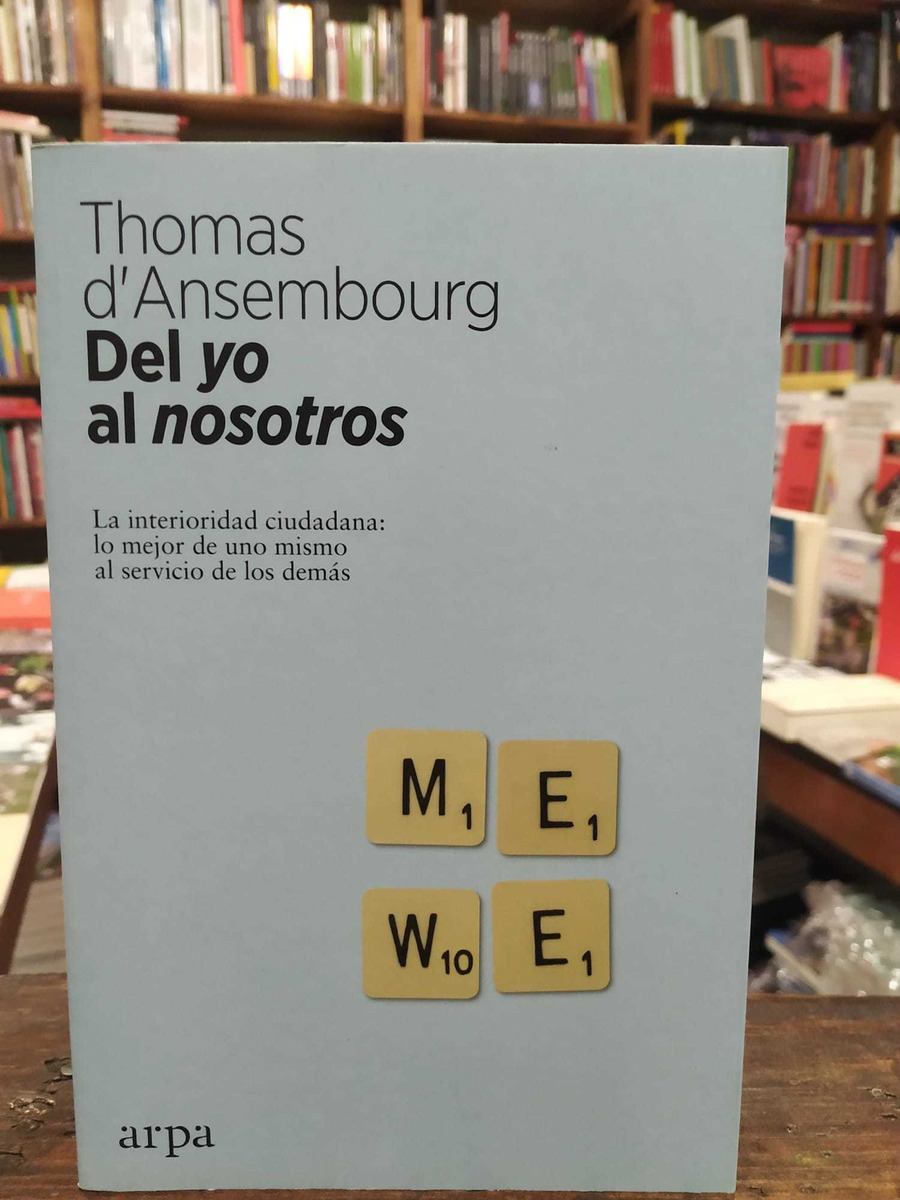 Thomas
d'Ansembourg
Del yo
al nosotros
La interioridad ciudadana:
lo mejor de uno mismo
al servicio de los demás
M1 E1
W10 E1
arpa